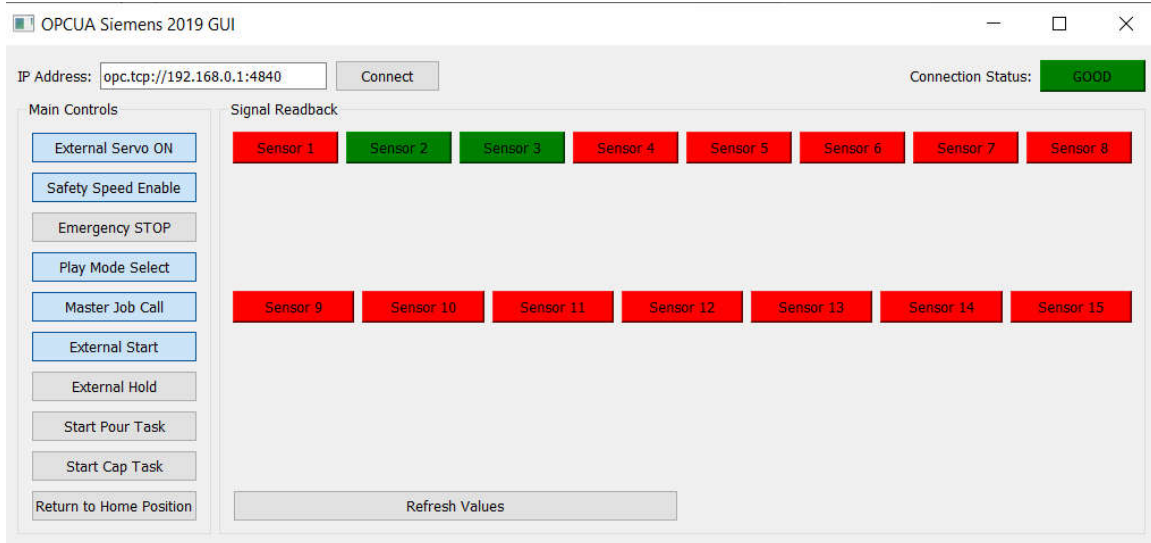 OPCUA Siemens 2019 GUI
IP Address: opc.tcp://192.168.0.1:4840 Connect Connection Status: GOOD
Main Controls
External Servo ON
Safety Speed Enable
Emergency STOP
Play Mode Select
Master Job Call
External Start
External Hold
Start Pour Task
Start Cap Task
Return to Home Position
Signal Readback
Sensor 1 Sensor 2 Sensor 3 Sensor 4 Sensor 5 Sensor 6 Sensor 7 Sensor 8
Sensor 9 Sensor 10 Sensor 11 Sensor 12 Sensor 13 Sensor 14 Sensor 15
Refresh Values